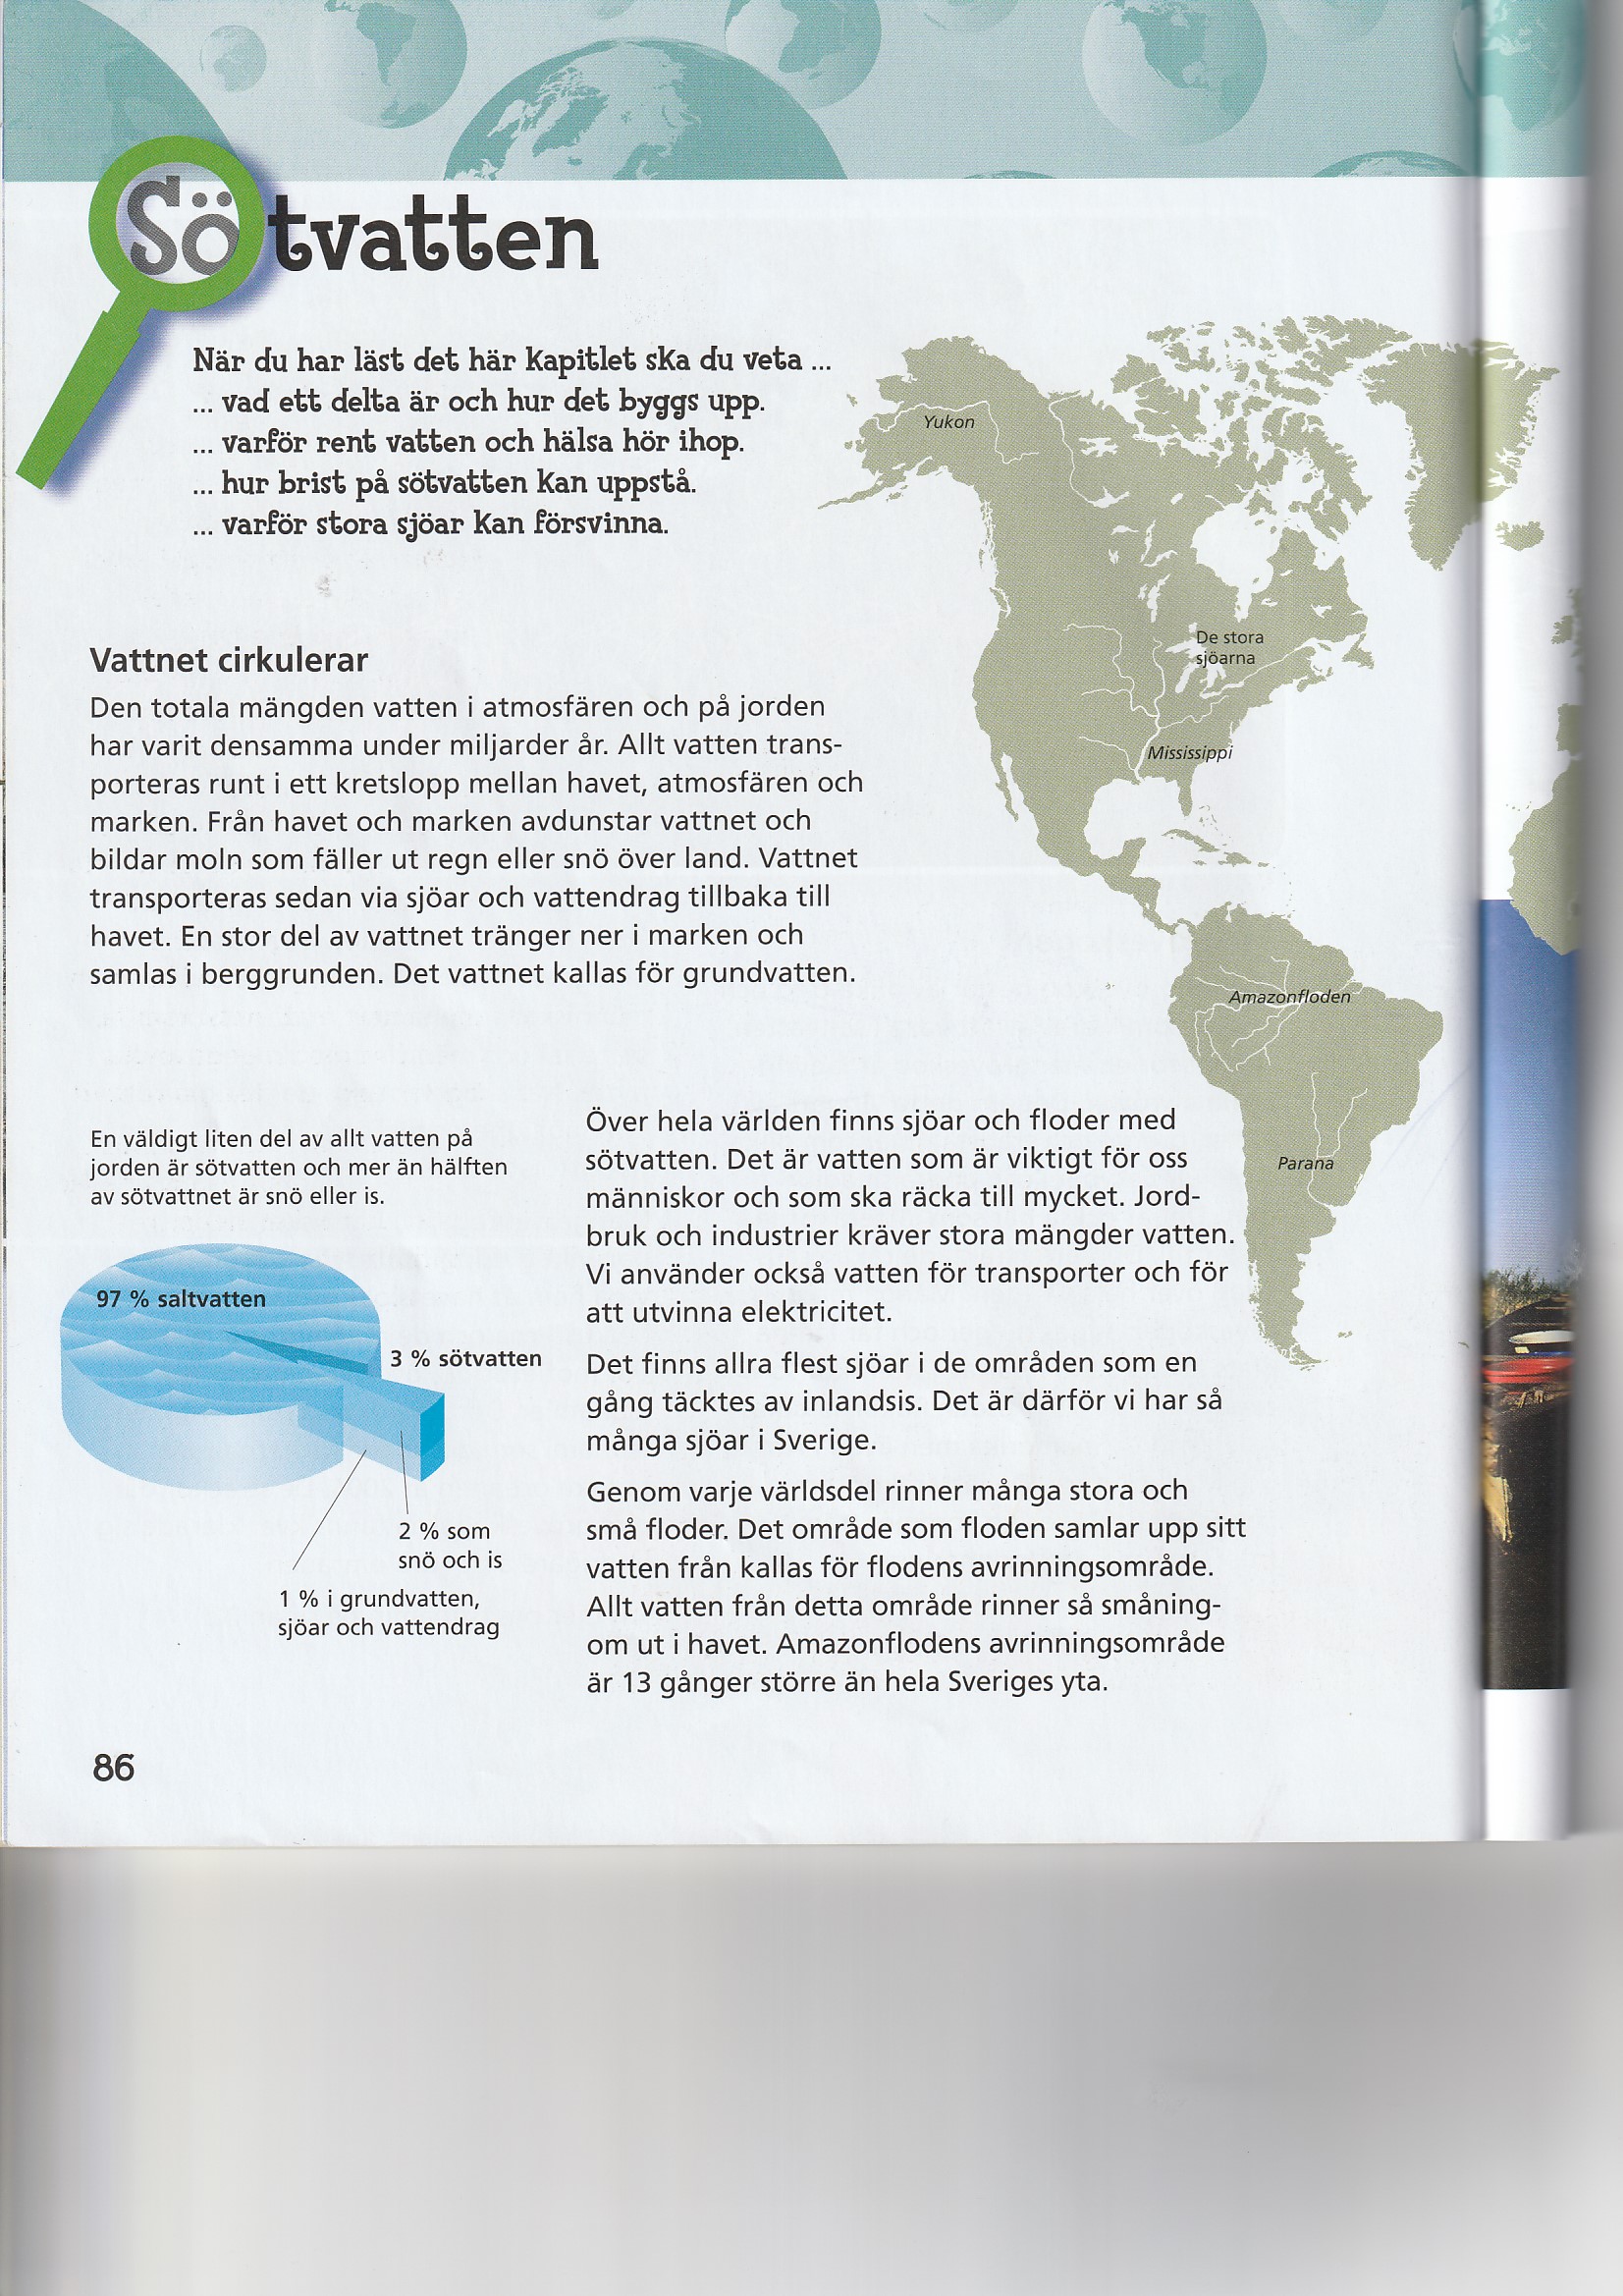 Sötvatten
När du har läst det här kapitlet ska du veta ...
... vad ett delta är och hur det byggs upp.
... varför rent vatten och hälsa hör ihop.
... hur brist på sötvatten kan uppstå.
... varför stora sjöar kan försvinna.
Yukon
De stora
sjöarna
Mississippi
Amazonfloden
Parana
Vattnet cirkulerar
Den totala mängden vatten i atmosfären och på jorden
har varit densamma under miljarder år. Allt vatten trans-
porteras runt i ett kretslopp mellan havet, atmosfären och
marken. Från havet och marken avdunstar vattnet och
bildar moln som fäller ut regn eller snö över land. Vattnet
transporteras sedan via sjöar och vattendrag tillbaka till
havet. En stor del av vattnet tränger ner i marken och
samlas i berggrunden. Det vattnet kallas för grundvatten.
En väldigt liten del av allt vatten på
jorden är sötvatten och mer än hälften
av sötvattnet är snö eller is.
97 % saltvatten
3 % sötvatten
2 % som
snö och is
1 % i grundvatten,
sjöar och vattendrag
Över hela världen finns sjöar och floder med
sötvatten. Det är vatten som är viktigt för oss
människor och som ska räcka till mycket. Jord-
bruk och industrier kräver stora mängder vatten.
Vi använder också vatten för transporter och för
att utvinna elektricitet.
Det finns allra flest sjöar i de områden som en
gång täcktes av inlandsis. Det är därför vi har så
många sjöar i Sverige.
Genom varje världsdel rinner många stora och
små floder. Det område som floden samlar upp sitt
vatten från kallas för flodens avrinningsområde.
Allt vatten från detta område rinner så småning-
om ut i havet. Amazonflodens avrinningsområde
är 13 gånger större än hela Sveriges yta.
86